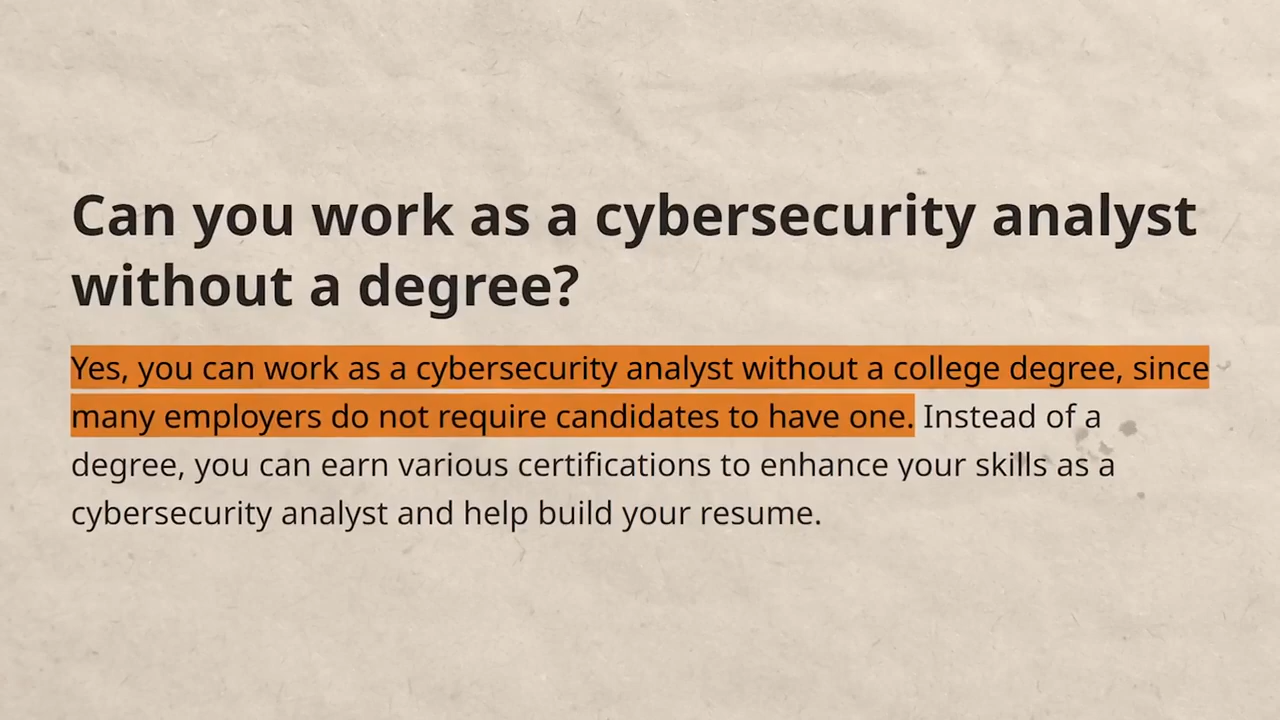 Can you work as a cybersecurity analyst
without a degree?
Yes, you can work as a cybersecurity analyst without a college degree, since
many employers do not require candidates to have one. Instead of a
degree, you can earn various certifications to enhance your skills as a
cybersecurity analyst and help build your resume.